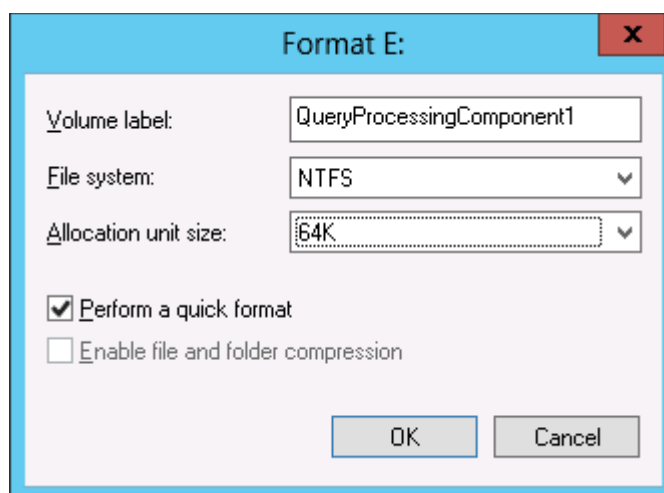 Format E:
x
Volume label: QueryProcessingComponent1
File system: NTFS
Allocation unit size: 64K
Perform a quick format
Enable file and folder compression
OK Cancel